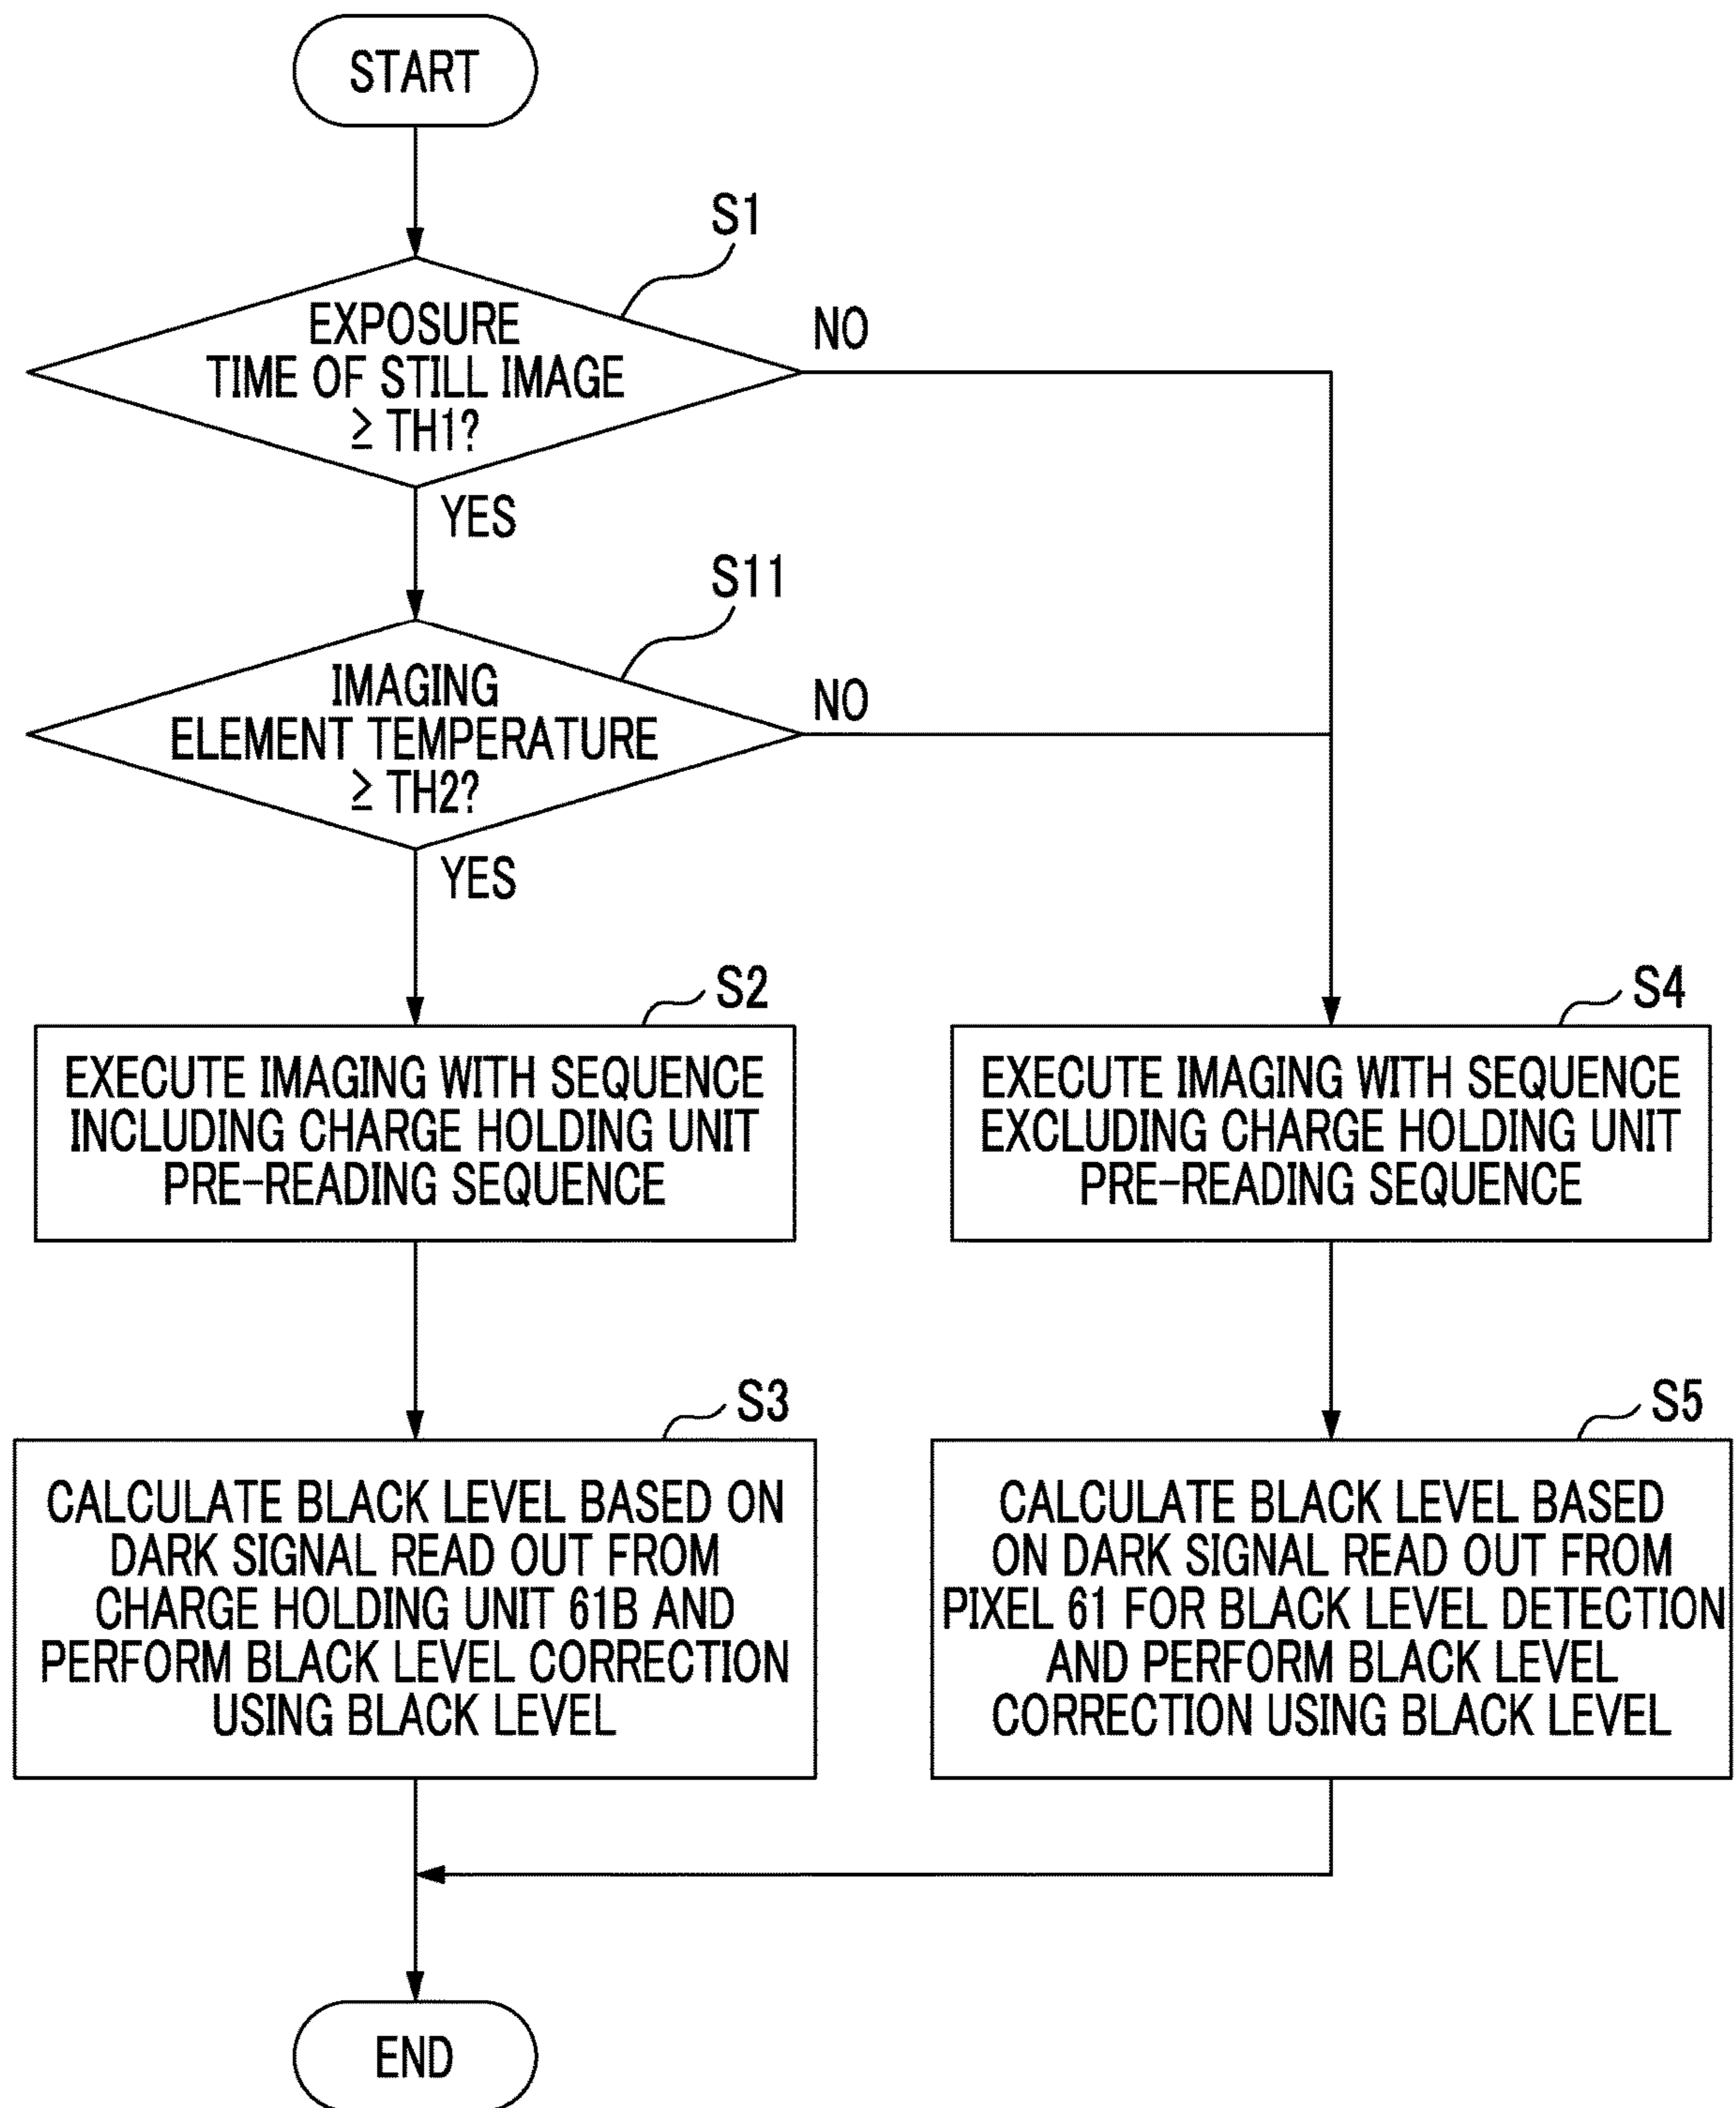 START
S1
EXPOSURE
TIME OF STILL IMAGE
≥ TH1?
NO
YES
S11
IMAGING
ELEMENT TEMPERATURE
≥ TH2?
NO
YES
S2
EXECUTE IMAGING WITH SEQUENCE
INCLUDING CHARGE HOLDING UNIT
PRE-READING SEQUENCE
S4
EXECUTE IMAGING WITH SEQUENCE
EXCLUDING CHARGE HOLDING UNIT
PRE-READING SEQUENCE
S3
CALCULATE BLACK LEVEL BASED ON
DARK SIGNAL READ OUT FROM
CHARGE HOLDING UNIT 61B AND
PERFORM BLACK LEVEL CORRECTION
USING BLACK LEVEL
S5
CALCULATE BLACK LEVEL BASED
ON DARK SIGNAL READ OUT FROM
PIXEL 61 FOR BLACK LEVEL DETECTION
AND PERFORM BLACK LEVEL
CORRECTION USING BLACK LEVEL
END